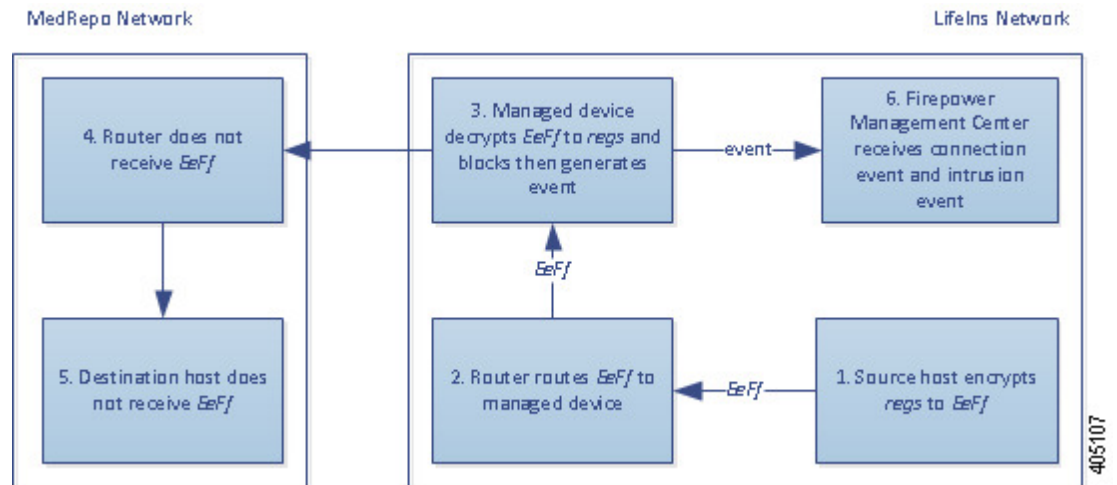 MedRepo Network
LifeIns Network
4. Router does not
receive EeFf
3. Managed device
decrypts EeFf to regs and
blocks then generates
event
event
6. Firepower
Management Center
receives connection
event and intrusion
event
EeFf
5. Destination host does
not receive EeFf
2. Router routes EeFf to
managed device
EeFf
1. Source host encrypts
regs to EeFf
405107